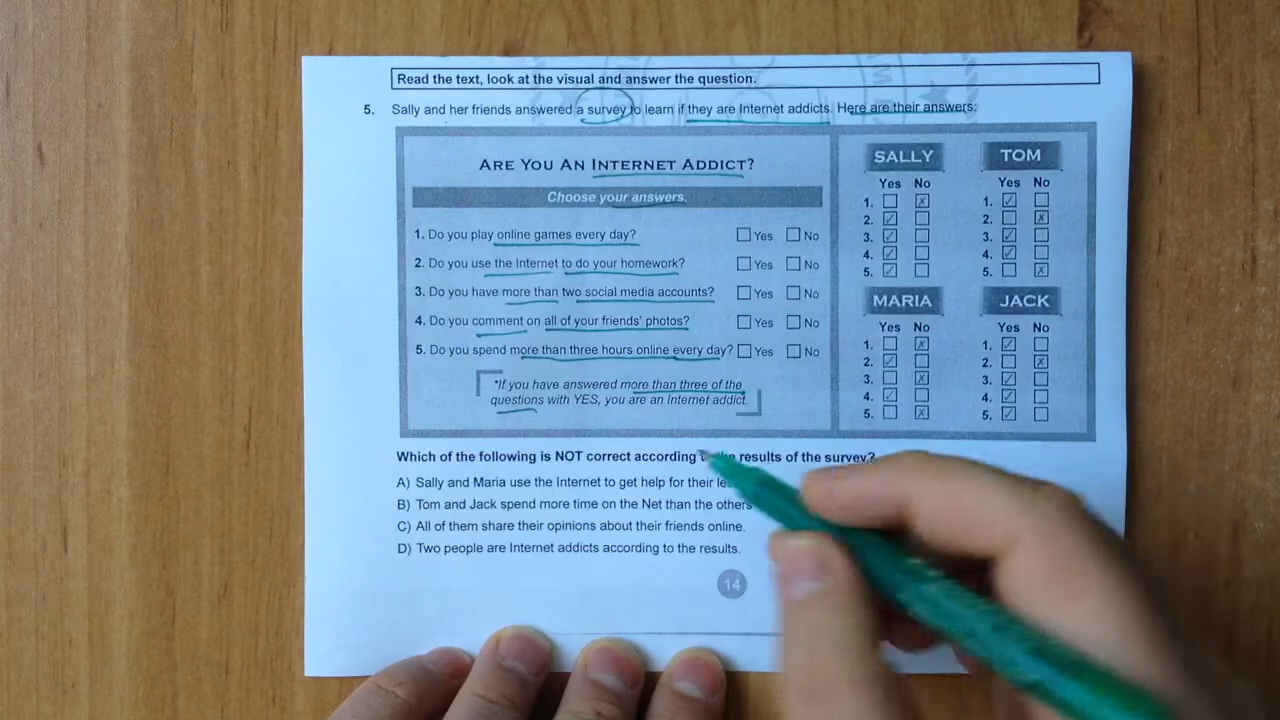 Read the text, look at the visual and answer the question.
5. Sally and her friends answered a survey to learn if they are Internet addicts. Here are their answers:
ARE YOU AN INTERNET ADDICT?
Choose your answers.
1. Do you play online games every day? Yes No
2. Do you use the Internet to do your homework? Yes No
3. Do you have more than two social media accounts? Yes No
4. Do you comment on all of your friends' photos? Yes No
5. Do you spend more than three hours online every day? Yes No
*If you have answered more than three of the
questions with YES, you are an Internet addict.
SALLY
Yes No
1.
2.
3.
4.
5.
TOM
Yes No
1.
2.
3.
4.
5.
MARIA
Yes No
1.
2.
3.
4.
5.
JACK
Yes No
1.
2.
3.
4.
5.
Which of the following is NOT correct according results of the survey?
A) Sally and Maria use the Internet to get help for their
B) Tom and Jack spend more time on the Net than the others
C) All of them share their opinions about their friends online.
D) Two people are Internet addicts according to the results.
14